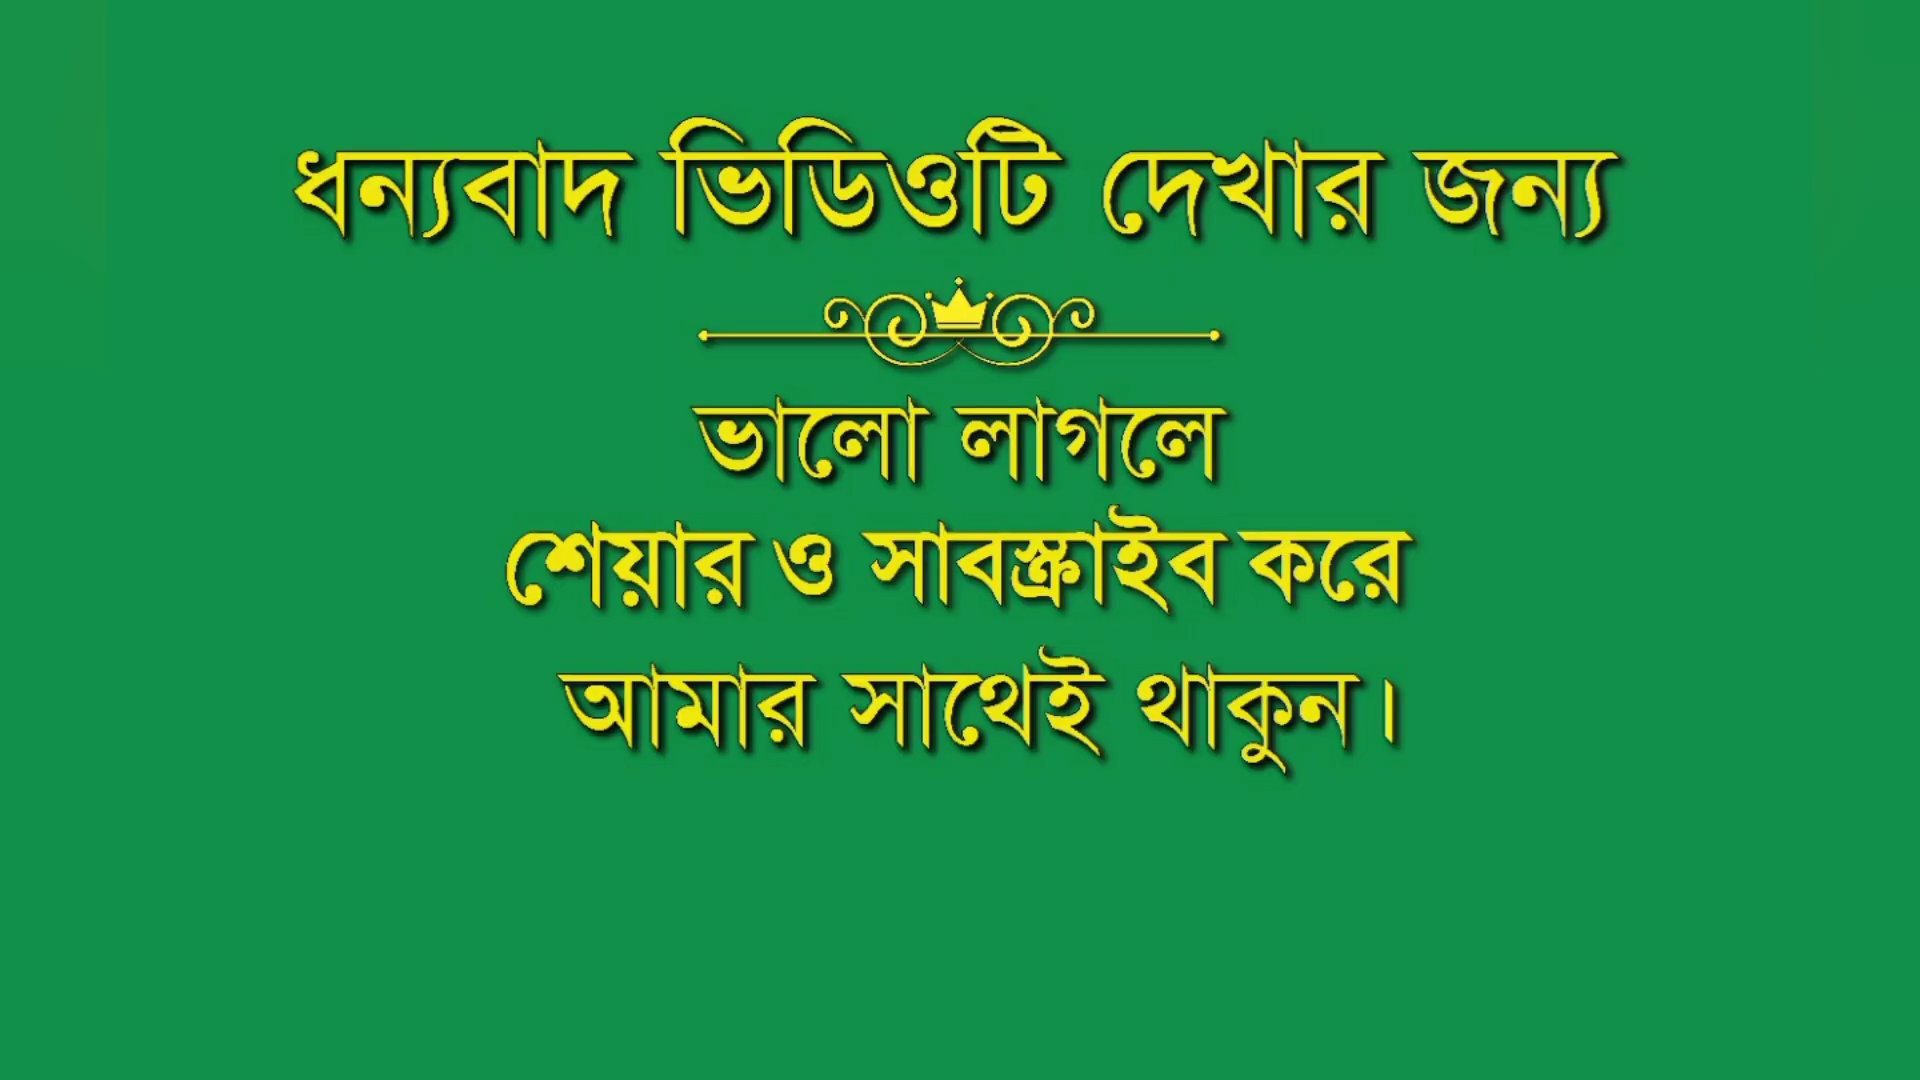 ধন্যবাদ ভিডিওটি দেখার জন্য
ভালো লাগলে
শেয়ার ও সাবস্ক্রাইব করে
আমার সাথেই থাকুন।